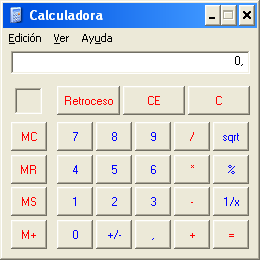 Calculadora
Edición Ver Ayuda
0,
Retroceso CE C
MC 7 8 9 / sqrt
MR 4 5 6 * %
MS 1 2 3 - 1/x
M+ 0 +/- , + =